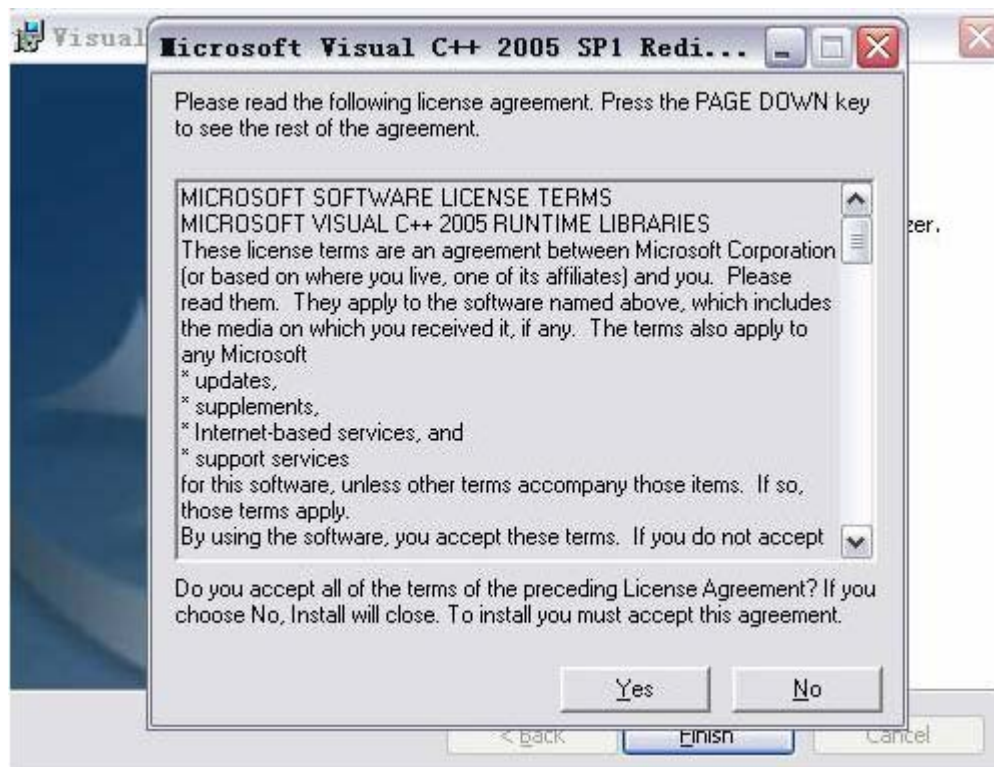 Visual
Microsoft Visual C++ 2005 SP1 Redi...
Please read the following license agreement. Press the PAGE DOWN key
to see the rest of the agreement.
MICROSOFT SOFTWARE LICENSE TERMS
MICROSOFT VISUAL C++ 2005 RUNTIME LIBRARIES
These license terms are an agreement between Microsoft Corporation
(or based on where you live, one of its affiliates) and you.  Please
read them.  They apply to the software named above, which includes
the media on which you received it, if any.  The terms also apply to
any Microsoft
* updates,
* supplements,
* Internet-based services, and
* support services
for this software, unless other terms accompany those items.  If so,
those terms apply.
By using the software, you accept these terms.  If you do not accept
zer.
Do you accept all of the terms of the preceding License Agreement? If you
choose No, Install will close. To install you must accept this agreement.
Yes
No
< Back
Finish
Cancel